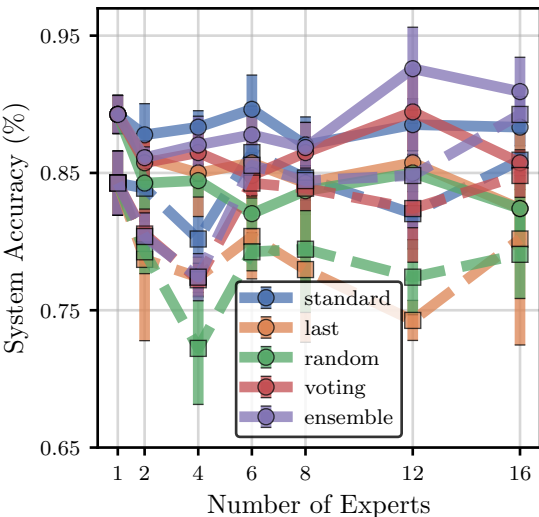 System Accuracy (%)
0.95
0.85
0.75
0.65
standard
last
random
voting
ensemble
1 2 4 6 8 12 16
Number of Experts